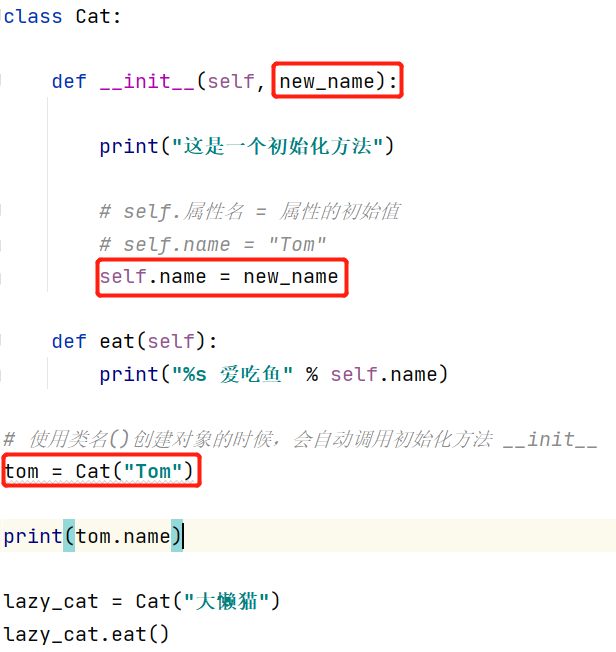 class Cat:
def __init__(self, new_name):
print("这是一个初始化方法")
# self.属性名 = 属性的初始值
# self.name = "Tom"
self.name = new_name
def eat(self):
print("%s 爱吃鱼" % self.name)
# 使用类名()创建对象的时候，会自动调用初始化方法 __init__
tom = Cat("Tom")
print(tom.name)
lazy_cat = Cat("大懒猫")
lazy_cat.eat()